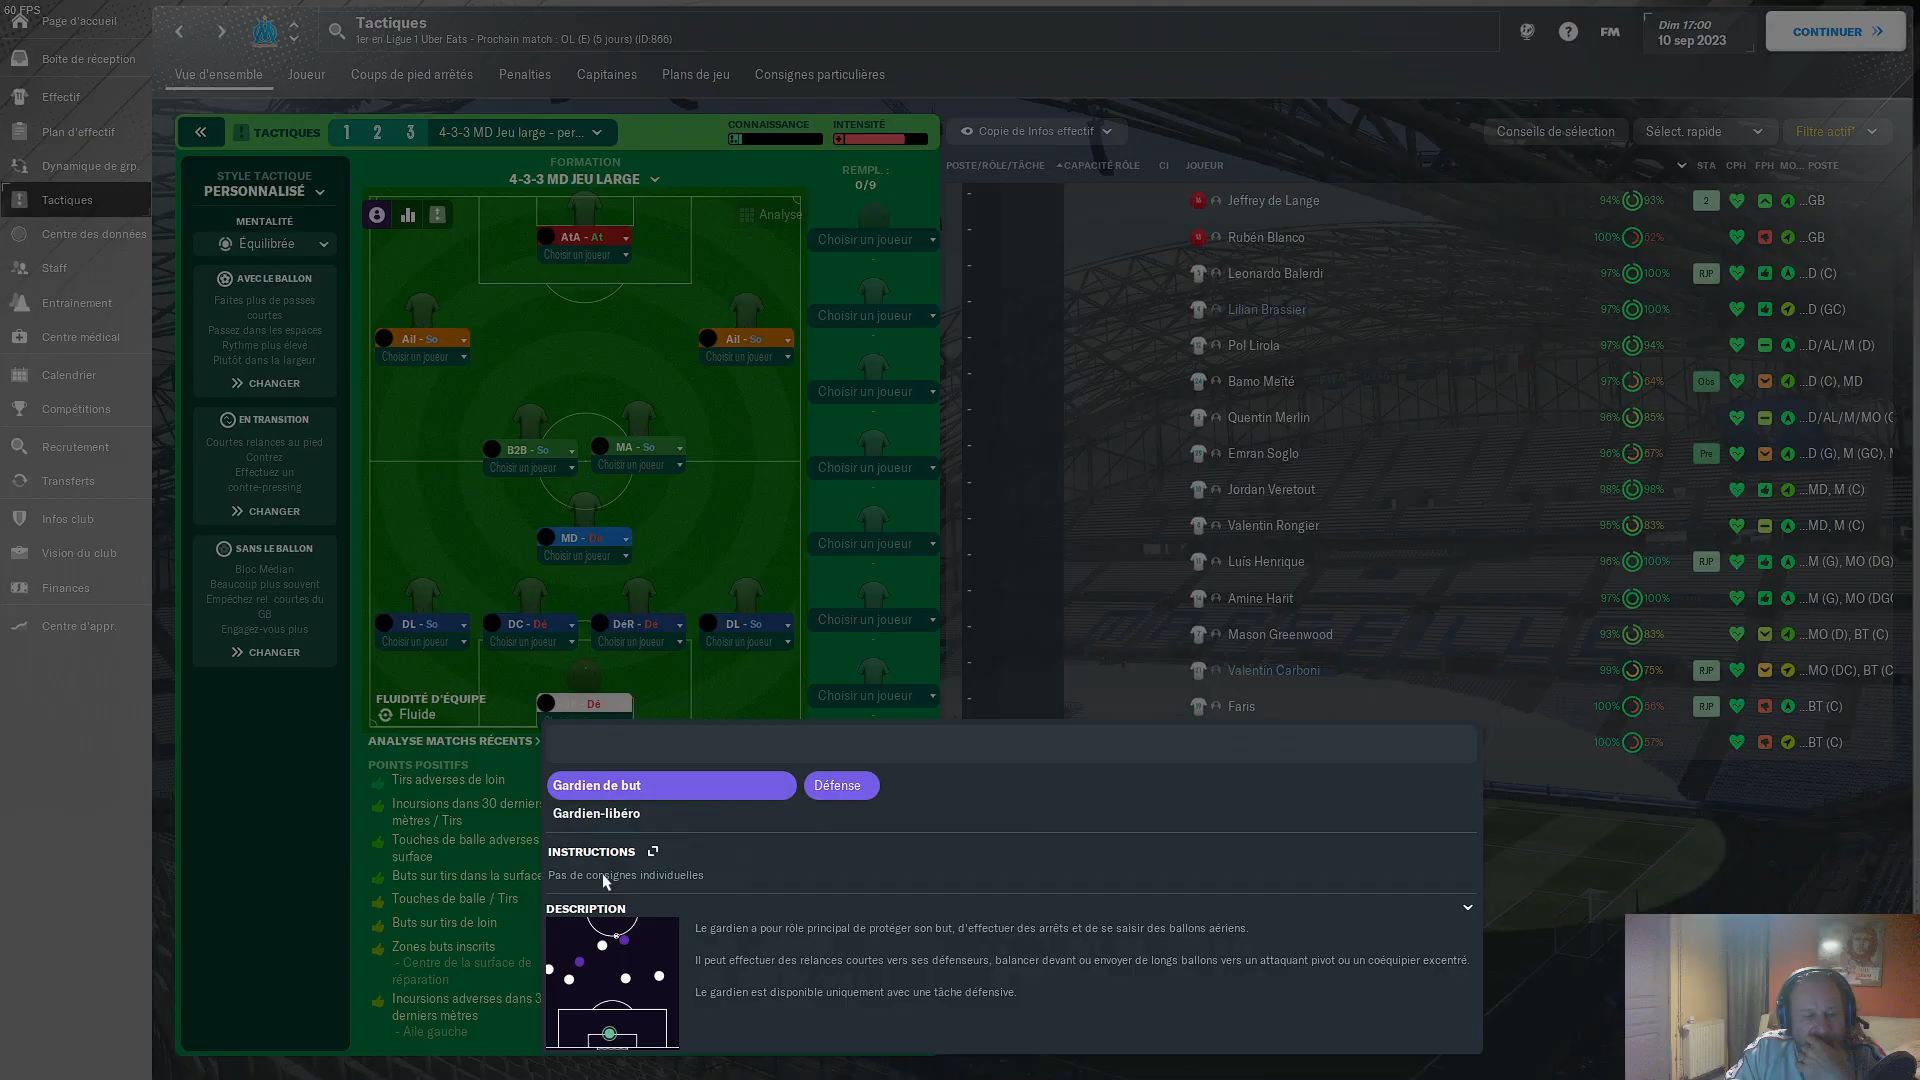 60 FPS
Page d'accueil
Boîte de réception
Effectif
Plan d'effectif
Dynamique de grp.
Tactiques
Centre des données
Staff
Entraînement
Centre médical
Calendrier
Compétitions
Recrutement
Transferts
Infos club
Vision du club
Finances
Centre d'appr.
Tactiques
1er en Ligue 1 Uber Eats - Prochain match : OL (E) (5 jours) (ID:866)
FM
Dim 17:00
10 sep 2023
CONTINUER
Vue d'ensemble
Joueur
Coups de pied arrêtés
Penalties
Capitaines
Plans de jeu
Consignes particulières
TACTIQUES
1 2 3
4-3-3 MD Jeu large - per...
CONNAISSANCE
INTENSITÉ
STYLE TACTIQUE
PERSONNALISÉ
MENTALITÉ
Équilibrée
AVEC LE BALLON
Faites plus de passes
courtes
Passez dans les espaces
Rythme plus élevé
Plutôt dans la largeur
CHANGER
EN TRANSITION
Courtes relances au pied
Contrez
Effectuez un
contre-pressing
CHANGER
SANS LE BALLON
Bloc Médian
Beaucoup plus souvent
Empêchez rel. courtes du
GB
Engagez-vous plus
CHANGER
FORMATION
4-3-3 MD JEU LARGE
REMPL. :
0/9
Analyse
AtA - At
Choisir un joueur
Ail - So
Choisir un joueur
Ail - So
Choisir un joueur
B2B - So
Choisir un joueur
MA - So
Choisir un joueur
MD - Dé
Choisir un joueur
DL - So
Choisir un joueur
DC - Dé
Choisir un joueur
DéR - Dé
Choisir un joueur
DL - So
Choisir un joueur
Dé
FLUIDITÉ D'ÉQUIPE
Fluide
Choisir un joueur
Choisir un joueur
Choisir un joueur
Choisir un joueur
Choisir un joueur
Choisir un joueur
Choisir un joueur
ANALYSE MATCHS RÉCENTS
POINTS POSITIFS
Tirs adverses de loin
Incursions dans 30 derniers
mètres / Tirs
Touches de balle adverses
surface
Buts sur tirs dans la surface
Touches de balle / Tirs
Buts sur tirs de loin
Zones buts inscrits
- Centre de la surface de
réparation
Incursions adverses dans 3
derniers mètres
- Aile gauche
Copie de Infos effectif
Conseils de sélection
Sélect. rapide
Filtre actif*
POSTE/RÔLE/TÂCHE CAPACITÉ RÔLE CI JOUEUR STA CPH FPH MO... POSTE
Jeffrey de Lange 94% 93% 2 ...GB
Rubén Blanco 100% 52% ...GB
Leonardo Balerdi 97% 100% RJP ...D (C)
Lilian Brassier 97% 100% ...D (GC)
Pol Lirola 97% 94% ...D/AL/M (D)
Bamo Meïté 97% 64% Obs ...D (C), MD
Quentin Merlin 96% 85% ...D/AL/M/MO (
Emran Soglo 96% 67% Pre ...D (G), M (GC),
Jordan Veretout 98% 98% ...MD, M (C)
Valentin Rongier 95% 83% ...MD, M (C)
Luís Henrique 96% 100% RJP ...M (G), MO (DG)
Amine Harit 97% 100% ...M (G), MO (DG
Mason Greenwood 93% 83% ...MO (D), BT (C)
Valentín Carboni 99% 75% RJP ...MO (DC), BT (C
Faris 100% 56% RJP ...BT (C)
100% 57% ...BT (C)
Gardien de but
Défense
Gardien-libéro
INSTRUCTIONS
Pas de consignes individuelles
DESCRIPTION
Le gardien a pour rôle principal de protéger son but, d'effectuer des arrêts et de se saisir des ballons aériens.
Il peut effectuer des relances courtes vers ses défenseurs, balancer devant ou envoyer de longs ballons vers un attaquant pivot ou un coéquipier excentré.
Le gardien est disponible uniquement avec une tâche défensive.